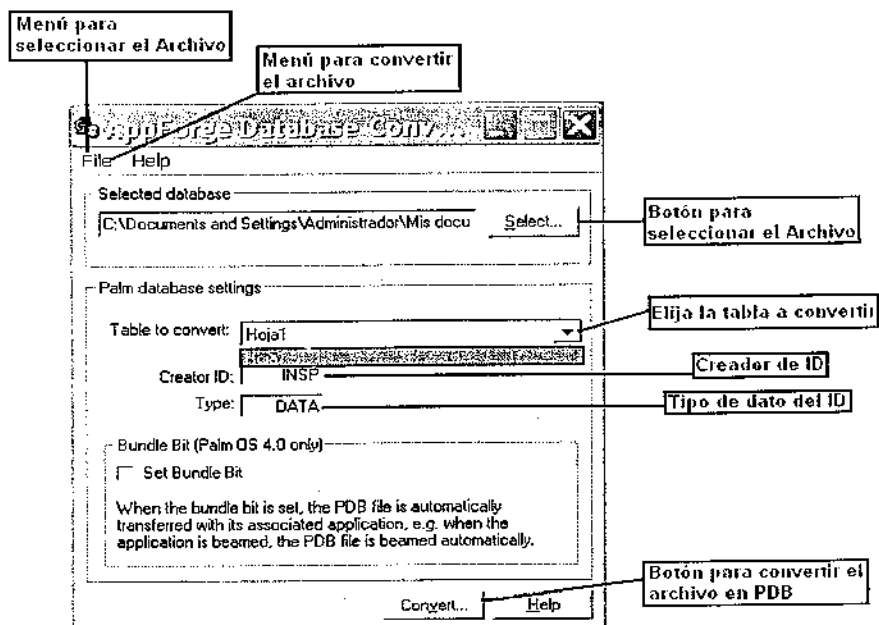 Menú para
seleccionar el Archivo
Menú para convertir
el archivo
AppForge Database Conv...
File Help
Selected database
C:\Documents and Settings\Administrador\Mis docu
Select...
Botón para
seleccionar el Archivo
Palm database settings
Table to convert:
Hoja1
Elija la tabla a convertir
Creator ID:
INSP
Creador de ID
Type:
DATA
Tipo de dato del ID
Bundle Bit (Palm OS 4.0 only)
Set Bundle Bit
When the bundle bit is set, the PDB file is automatically
transferred with its associated application, e.g. when the
application is beamed, the PDB file is beamed automatically.
Botón para convertir el
archivo en PDB
Convert...
Help